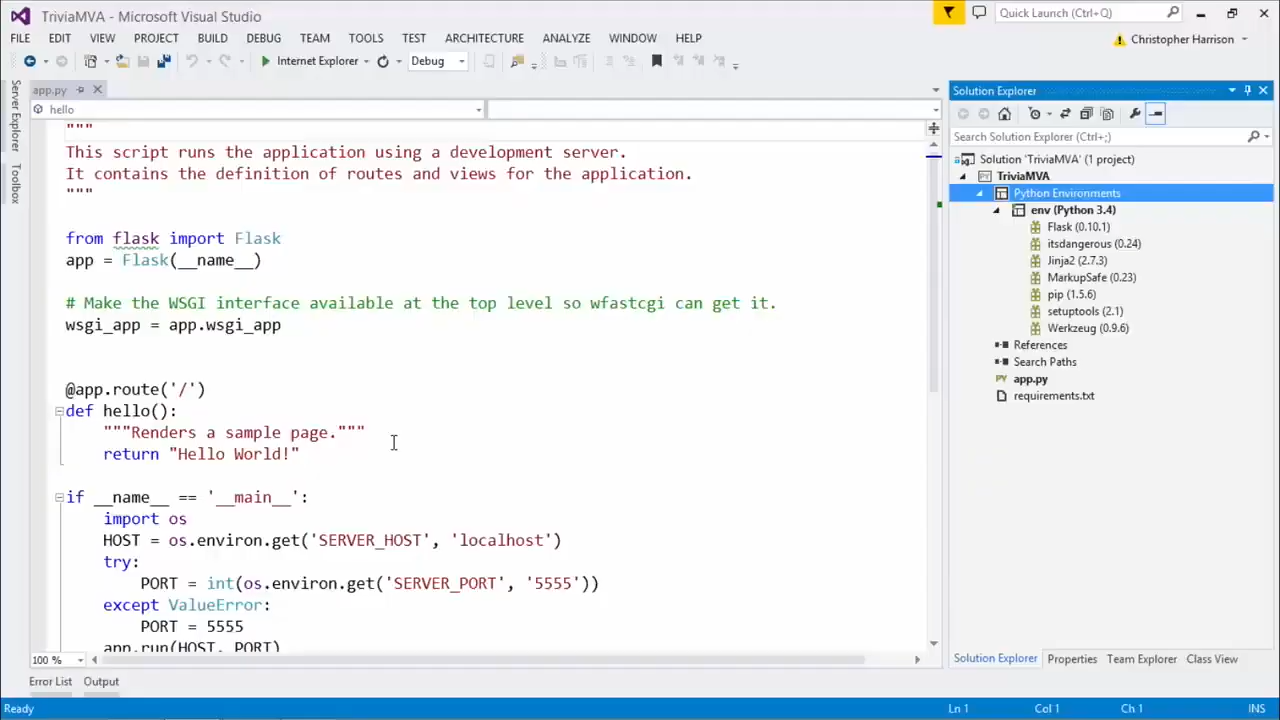 TriviaMVA - Microsoft Visual Studio
Quick Launch (Ctrl+Q)
FILE EDIT VIEW PROJECT BUILD DEBUG TEAM TOOLS TEST ARCHITECTURE ANALYZE WINDOW HELP
Christopher Harrison
Internet Explorer
Debug
Server Explorer
Toolbox
app.py
hello
"""
This script runs the application using a development server.
It contains the definition of routes and views for the application.
"""
from flask import Flask
app = Flask(__name__)
# Make the WSGI interface available at the top level so wfastcgi can get it.
wsgi_app = app.wsgi_app
@app.route('/')
def hello():
"""Renders a sample page."""
return "Hello World!"
if __name__ == '__main__':
import os
HOST = os.environ.get('SERVER_HOST', 'localhost')
try:
PORT = int(os.environ.get('SERVER_PORT', '5555'))
except ValueError:
PORT = 5555
app.run(HOST, PORT)
100 %
Solution Explorer
Search Solution Explorer (Ctrl+;)
Solution 'TriviaMVA' (1 project)
PY TriviaMVA
Python Environments
env (Python 3.4)
Flask (0.10.1)
itsdangerous (0.24)
Jinja2 (2.7.3)
MarkupSafe (0.23)
pip (1.5.6)
setuptools (2.1)
Werkzeug (0.9.6)
References
Search Paths
PY app.py
requirements.txt
Solution Explorer Properties Team Explorer Class View
Error List Output
Ready Ln 1 Col 1 Ch 1 INS